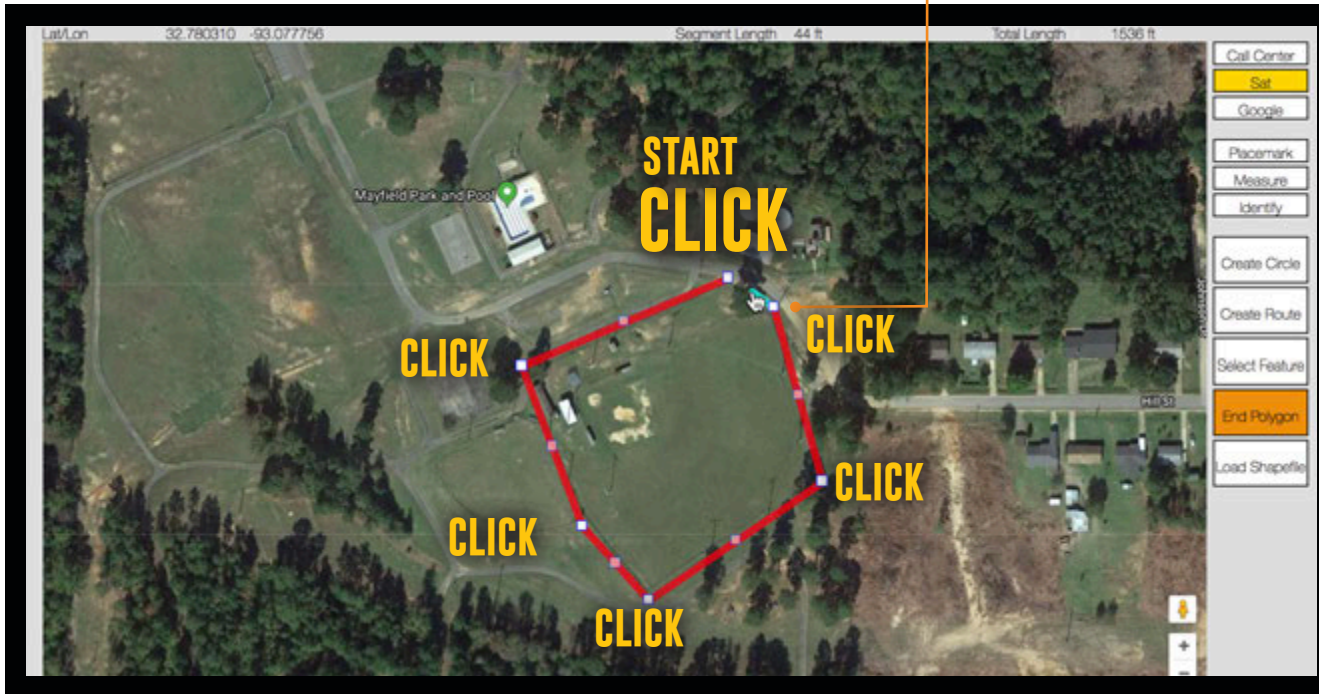 Lat/Lon 32.780310 -93.077756 Segment Length 44 ft Total Length 1536 ft
Call Center
Sat
Google
Placemark
Measure
Identify
Create Circle
Create Route
Select Feature
End Polygon
Load Shapefile
Mayfield Park and Pool
START
CLICK
CLICK
CLICK
CLICK
CLICK
CLICK
Hill St
+